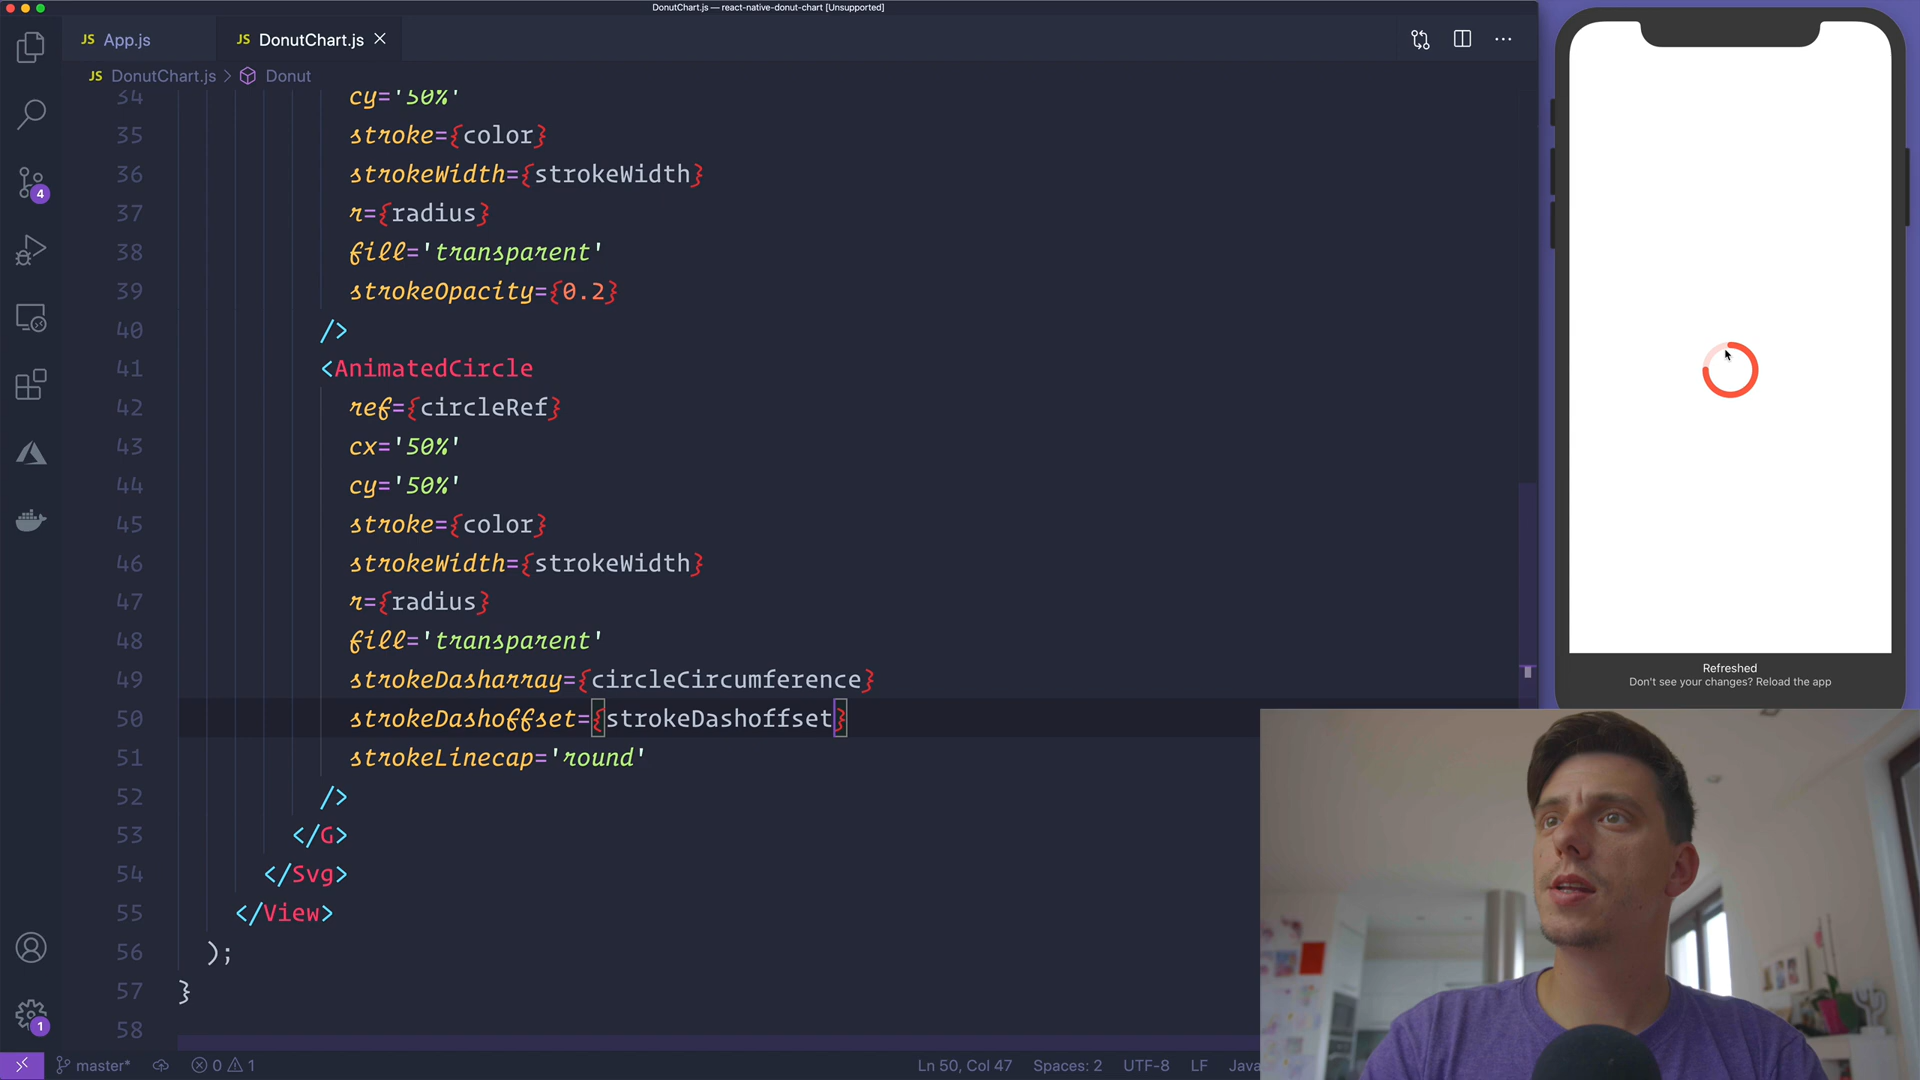 DonutChart.js — react-native-donut-chart [Unsupported]
JS App.js
JS DonutChart.js
JS DonutChart.js > Donut
34 cy='50%'
35 stroke={color}
36 strokeWidth={strokeWidth}
37 r={radius}
38 fill='transparent'
39 strokeOpacity={0.2}
40 />
41 <AnimatedCircle
42 ref={circleRef}
43 cx='50%'
44 cy='50%'
45 stroke={color}
46 strokeWidth={strokeWidth}
47 r={radius}
48 fill='transparent'
49 strokeDasharray={circleCircumference}
50 strokeDashoffset={strokeDashoffset}
51 strokeLinecap='round'
52 />
53 </G>
54 </Svg>
55 </View>
56 );
57 }
58
4
1
Refreshed
Don't see your changes? Reload the app
master* 0 1 Ln 50, Col 47 Spaces: 2 UTF-8 LF Java